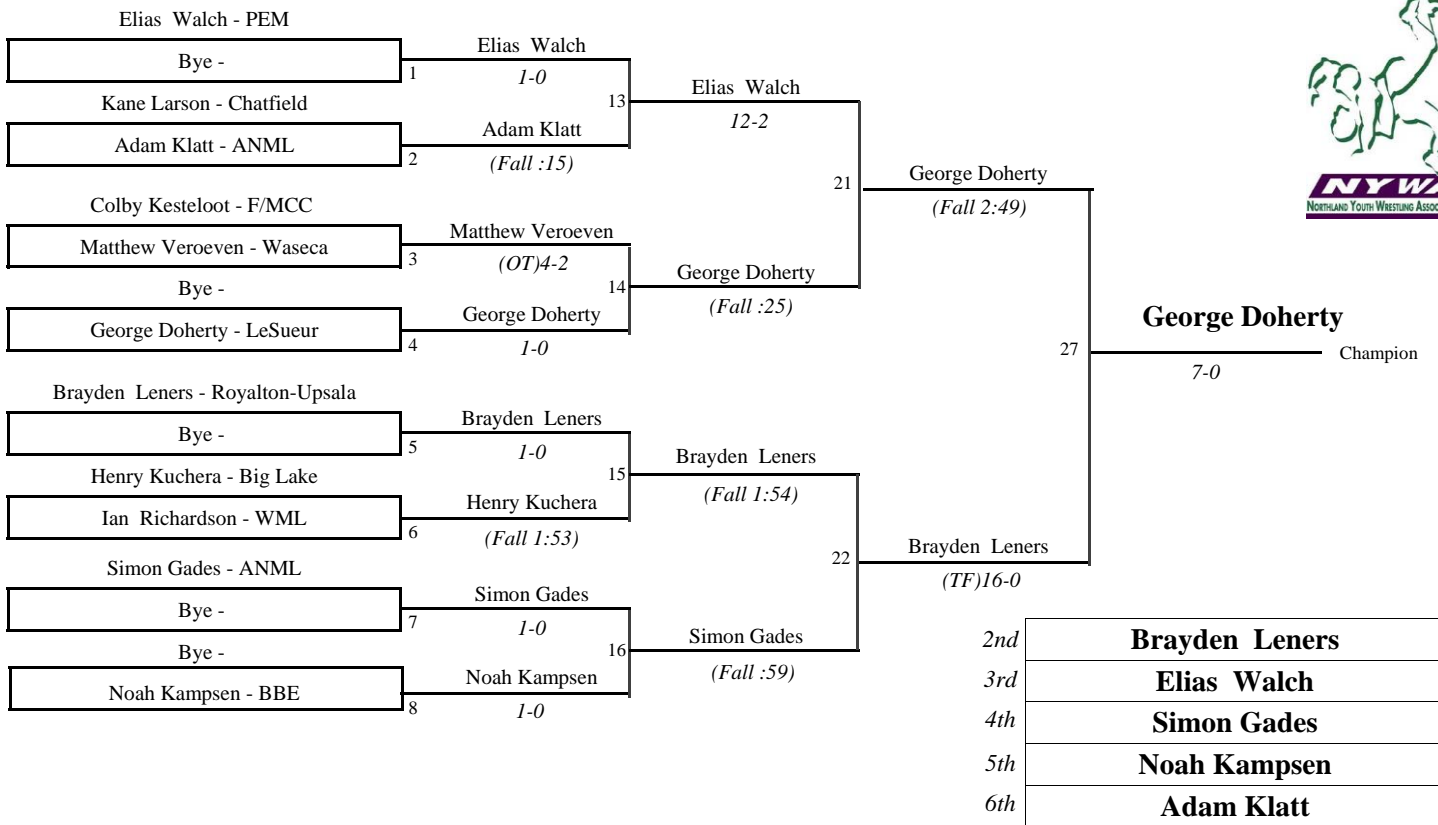 Elias Walch - PEM
Bye -
1
Elias Walch
1-0
Kane Larson - Chatfield
Adam Klatt - ANML
2
Adam Klatt
(Fall :15)
13
Elias Walch
12-2
Colby Kesteloot - F/MCC
Matthew Veroeven - Waseca
3
Matthew Veroeven
(OT)4-2
Bye -
George Doherty - LeSueur
4
George Doherty
1-0
14
George Doherty
(Fall :25)
21
George Doherty
(Fall 2:49)
Brayden Leners - Royalton-Upsala
Bye -
5
Brayden Leners
1-0
Henry Kuchera - Big Lake
Ian Richardson - WML
6
Henry Kuchera
(Fall 1:53)
15
Brayden Leners
(Fall 1:54)
Simon Gades - ANML
Bye -
7
Simon Gades
1-0
Bye -
Noah Kampsen - BBE
8
Noah Kampsen
1-0
16
Simon Gades
(Fall :59)
22
Brayden Leners
(TF)16-0
27
George Doherty
7-0
Champion
NYW
NORTHLAND YOUTH WRESTLING
2nd Brayden Leners
3rd Elias Walch
4th Simon Gades
5th Noah Kampsen
6th Adam Klatt